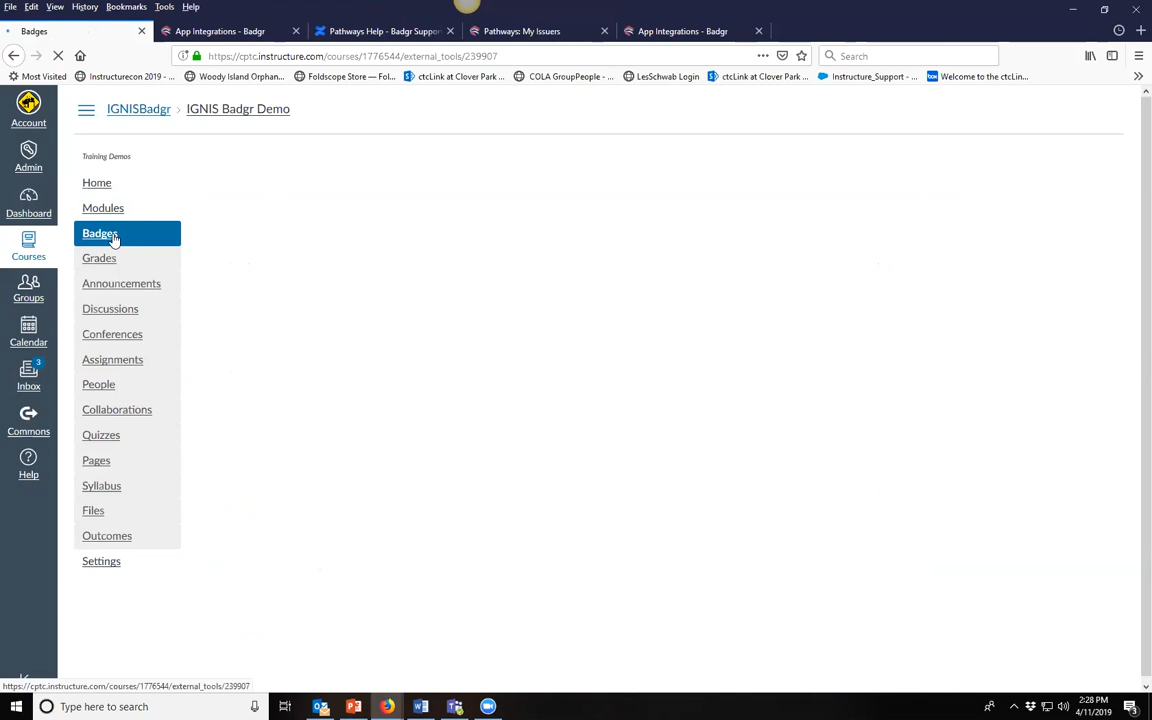 File Edit View History Bookmarks Tools Help
Badges
App Integrations - Badgr
Pathways Help - Badgr Suppor
Pathways: My Issuers
App Integrations - Badgr
https://cptc.instructure.com/courses/1776544/external_tools/239907
Search
Most Visited
Instructurecon 2019 - ...
Woody Island Orphan...
Foldscope Store — Fol...
ctcLink at Clover Park ...
COLA GroupPeople - ...
LesSchwab Login
ctcLink at Clover Park ...
Instructure_Support - ...
Welcome to the ctcLin...
Account
Admin
Dashboard
Courses
Groups
Calendar
3
Inbox
Commons
Help
IGNISBadgr › IGNIS Badgr Demo
Training Demos
Home
Modules
Badges
Grades
Announcements
Discussions
Conferences
Assignments
People
Collaborations
Quizzes
Pages
Syllabus
Files
Outcomes
Settings
https://cptc.instructure.com/courses/1776544/external_tools/239907
Type here to search
2:28 PM
4/11/2019
3